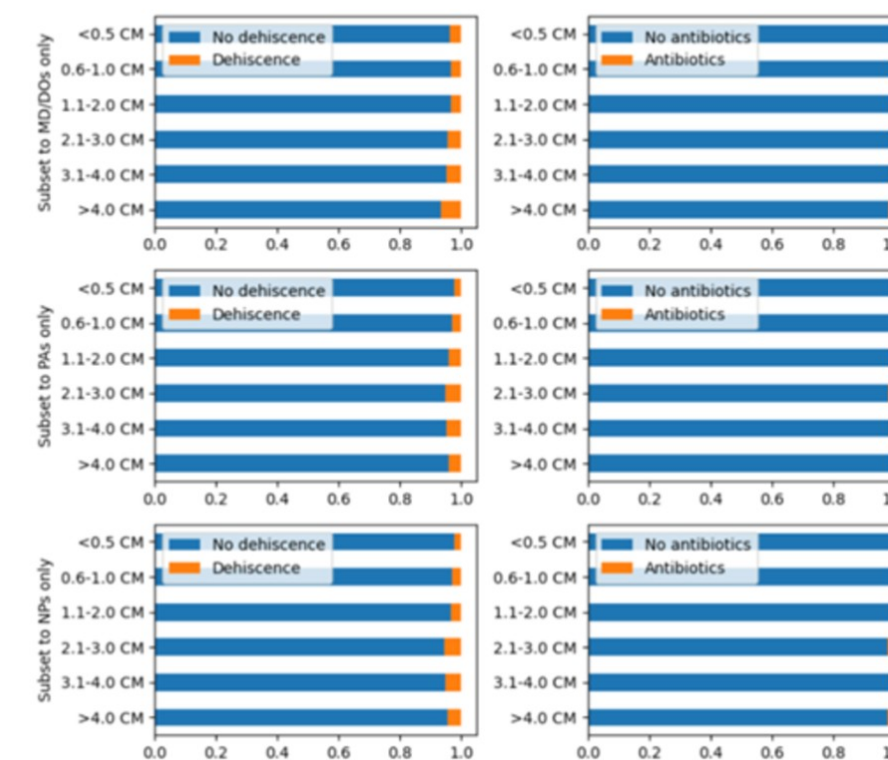 Subset to MD/DOs only
<0.5 CM
0.6-1.0 CM
1.1-2.0 CM
2.1-3.0 CM
3.1-4.0 CM
>4.0 CM
No dehiscence
Dehiscence
0.0 0.2 0.4 0.6 0.8 1.0
<0.5 CM
0.6-1.0 CM
1.1-2.0 CM
2.1-3.0 CM
3.1-4.0 CM
>4.0 CM
No antibiotics
Antibiotics
0.0 0.2 0.4 0.6 0.8
Subset to PAs only
<0.5 CM
0.6-1.0 CM
1.1-2.0 CM
2.1-3.0 CM
3.1-4.0 CM
>4.0 CM
No dehiscence
Dehiscence
0.0 0.2 0.4 0.6 0.8 1.0
<0.5 CM
0.6-1.0 CM
1.1-2.0 CM
2.1-3.0 CM
3.1-4.0 CM
>4.0 CM
No antibiotics
Antibiotics
0.0 0.2 0.4 0.6 0.8
Subset to NPs only
<0.5 CM
0.6-1.0 CM
1.1-2.0 CM
2.1-3.0 CM
3.1-4.0 CM
>4.0 CM
No dehiscence
Dehiscence
0.0 0.2 0.4 0.6 0.8 1.0
<0.5 CM
0.6-1.0 CM
1.1-2.0 CM
2.1-3.0 CM
3.1-4.0 CM
>4.0 CM
No antibiotics
Antibiotics
0.0 0.2 0.4 0.6 0.8